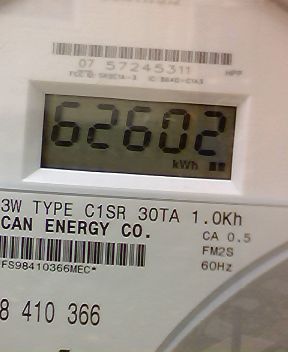 07 57245311 HPP
62602
kWh
3W TYPE C1SR 30TA 1.0Kh
CAN ENERGY CO. CA 0.5
FM2S
FS98410366MEC* 60Hz
8 410 366